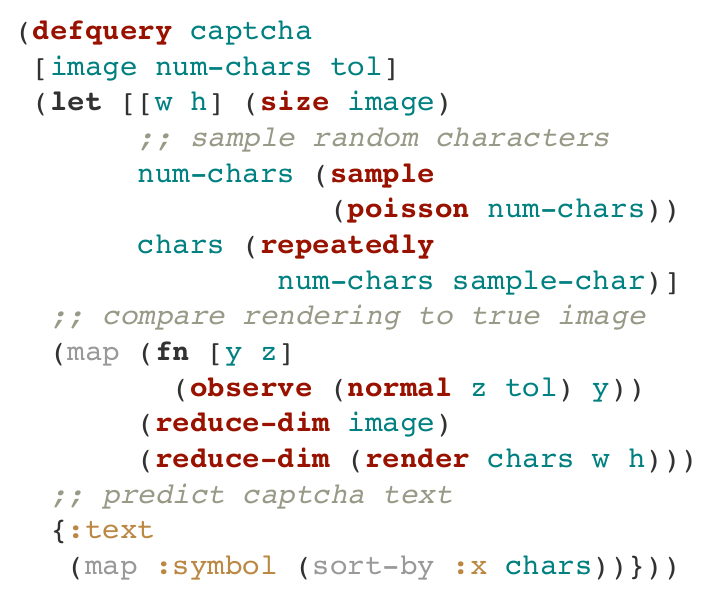 (defquery captcha
 [image num-chars tol]
 (let [[w h] (size image)
       ;; sample random characters
       num-chars (sample
                  (poisson num-chars))
       chars (repeatedly
               num-chars sample-char)]
  ;; compare rendering to true image
  (map (fn [y z]
         (observe (normal z tol) y))
       (reduce-dim image)
       (reduce-dim (render chars w h)))
  ;; predict captcha text
  {:text
   (map :symbol (sort-by :x chars))}))